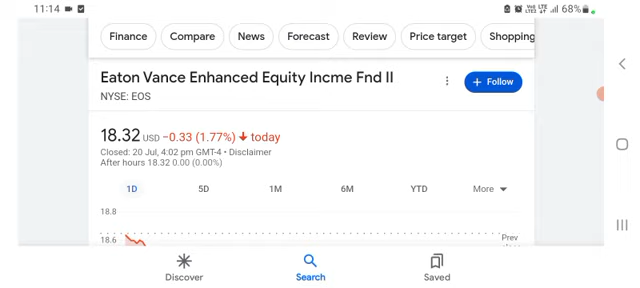 11:14
68%
Finance Compare News Forecast Review Price target Shopping
Eaton Vance Enhanced Equity Incme Fnd II
NYSE: EOS
+ Follow
18.32 USD −0.33 (1.77%) ↓ today
Closed: 20 Jul, 4:02 pm GMT-4 • Disclaimer
After hours 18.32 0.00 (0.00%)
1D 5D 1M 6M YTD More
18.8
18.6
Prev
Discover Search Saved